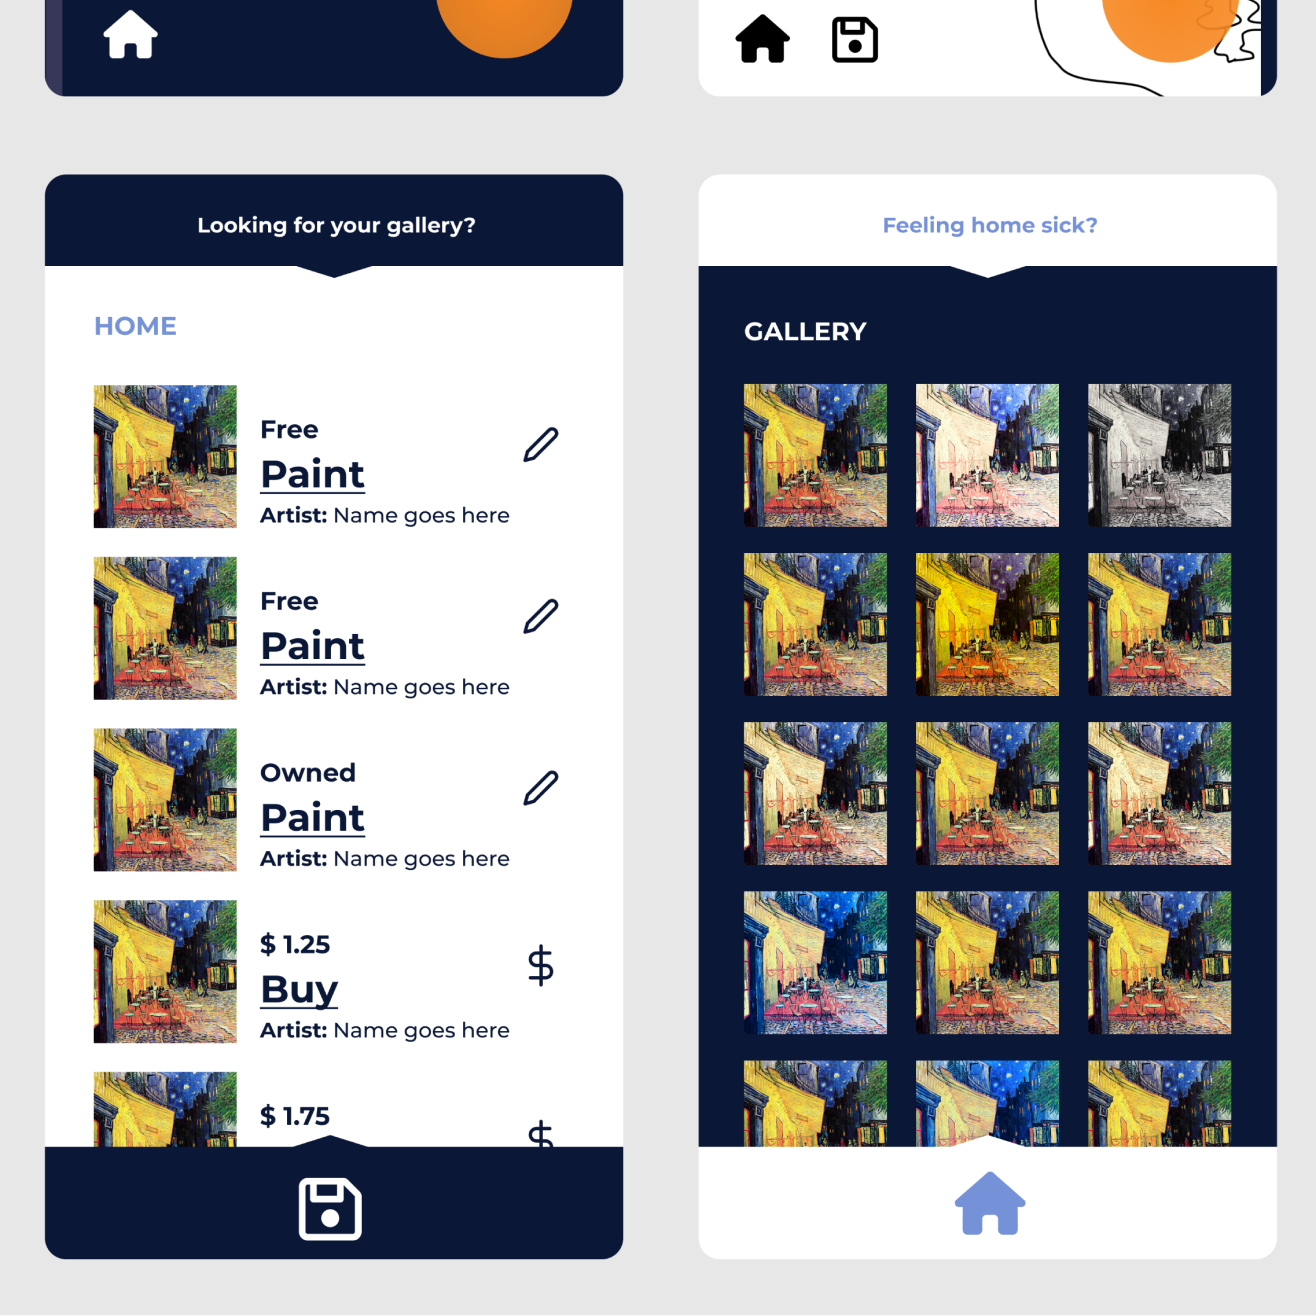 Looking for your gallery?
HOME
Free
Paint
Artist: Name goes here
Free
Paint
Artist: Name goes here
Owned
Paint
Artist: Name goes here
$ 1.25
Buy
Artist: Name goes here
$ 1.75
$
Feeling home sick?
GALLERY